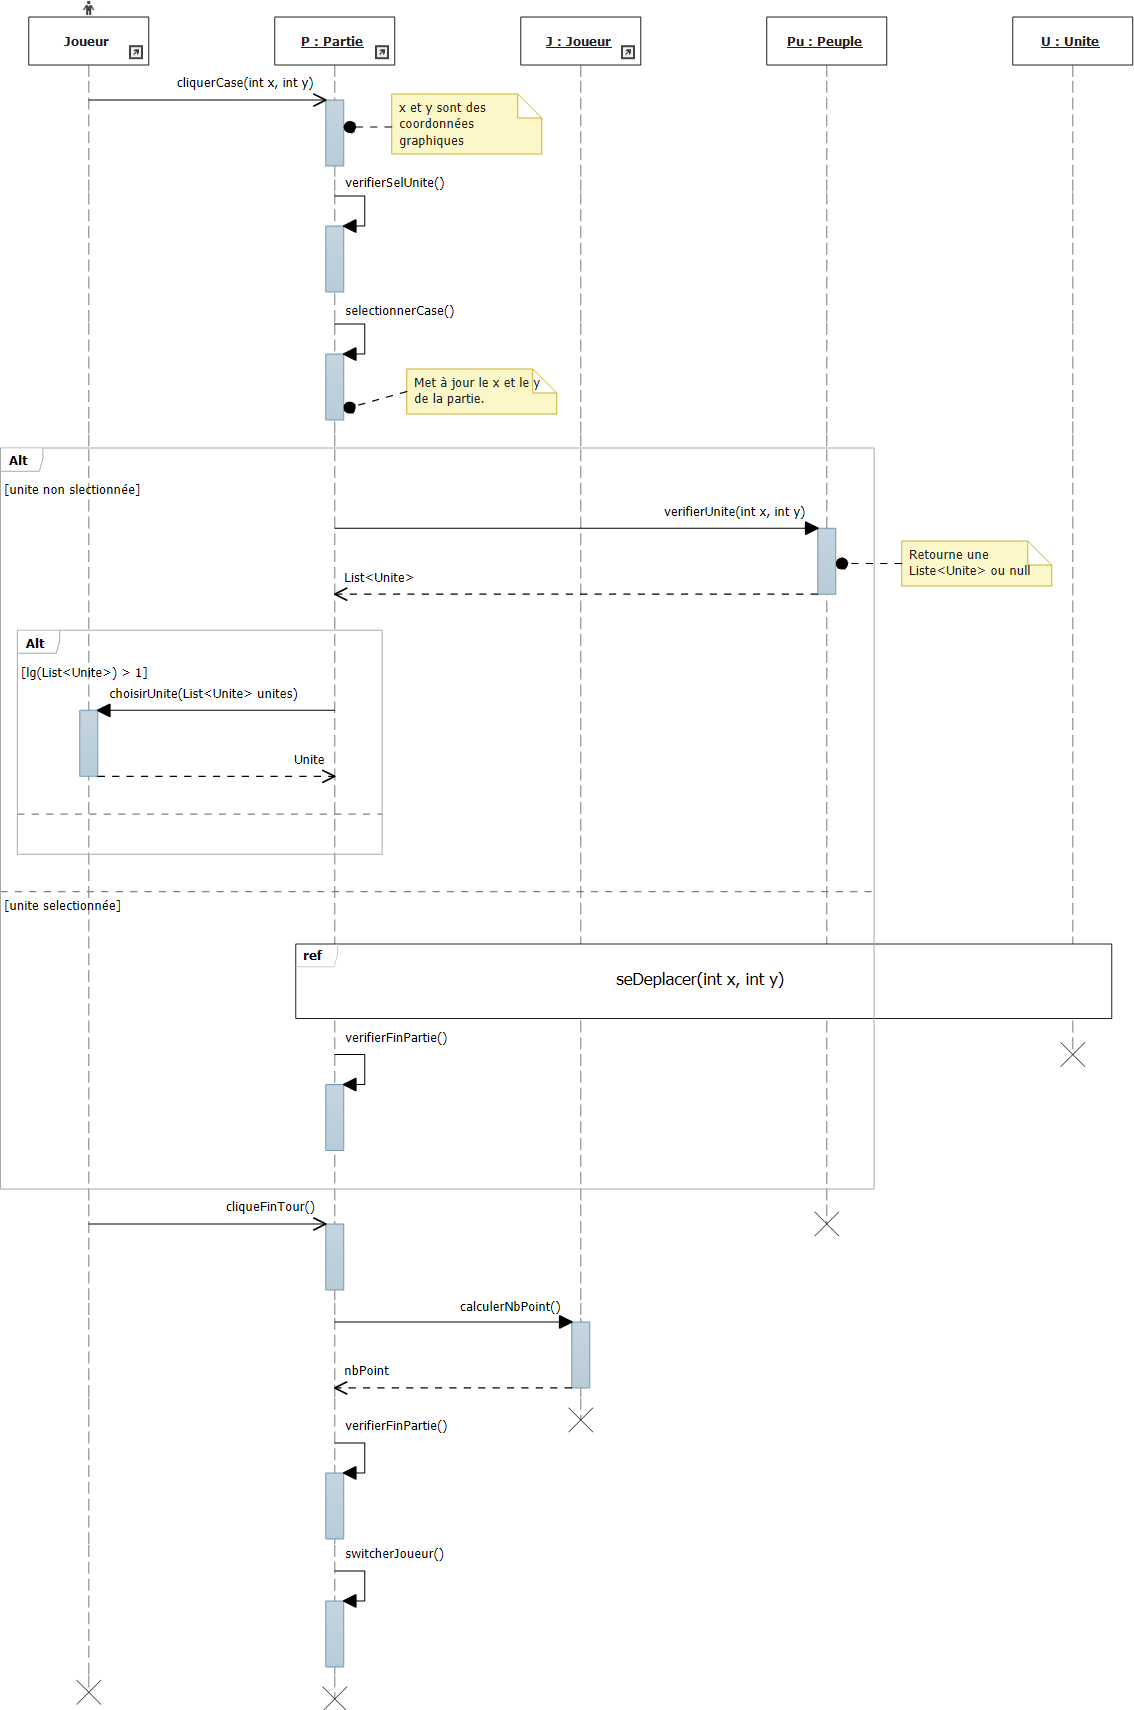 Joueur
P : Partie
J : Joueur
Pu : Peuple
U : Unite
cliquerCase(int x, int y)
x et y sont des
coordonnées
graphiques
verifierSelUnite()
selectionnerCase()
Met à jour le x et le y
de la partie.
Alt
[unite non slectionnée]
verifierUnite(int x, int y)
Retourne une
Liste<Unite> ou null
List<Unite>
Alt
[lg(List<Unite>) > 1]
choisirUnite(List<Unite> unites)
Unite
[unite selectionnée]
ref
seDeplacer(int x, int y)
verifierFinPartie()
cliqueFinTour()
calculerNbPoint()
nbPoint
verifierFinPartie()
switcherJoueur()